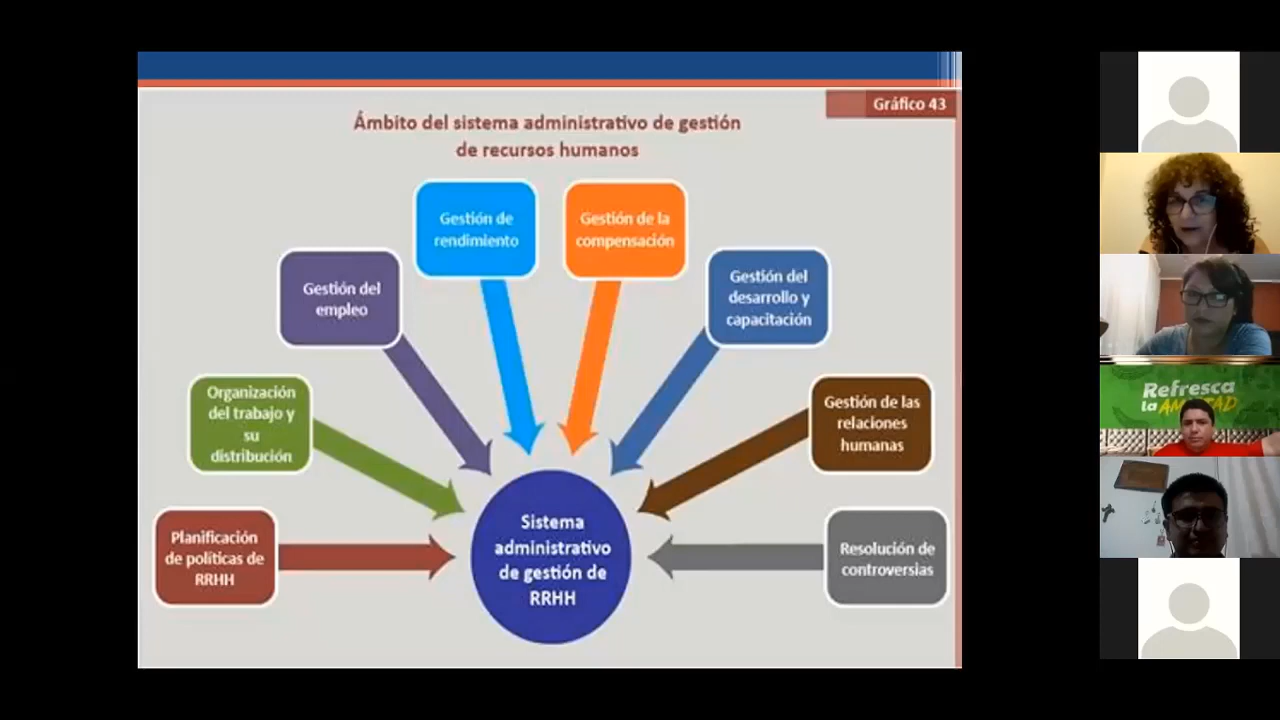 Gráfico 43
Ámbito del sistema administrativo de gestión
de recursos humanos
Gestión de
rendimiento
Gestión de la
compensación
Gestión del
empleo
Gestión del
desarrollo y
capacitación
Organización
del trabajo y
su
distribución
Gestión de las
relaciones
humanas
Planificación
de políticas de
RRHH
Sistema
administrativo
de gestión de
RRHH
Resolución de
controversias
Refresca
la AMISTAD